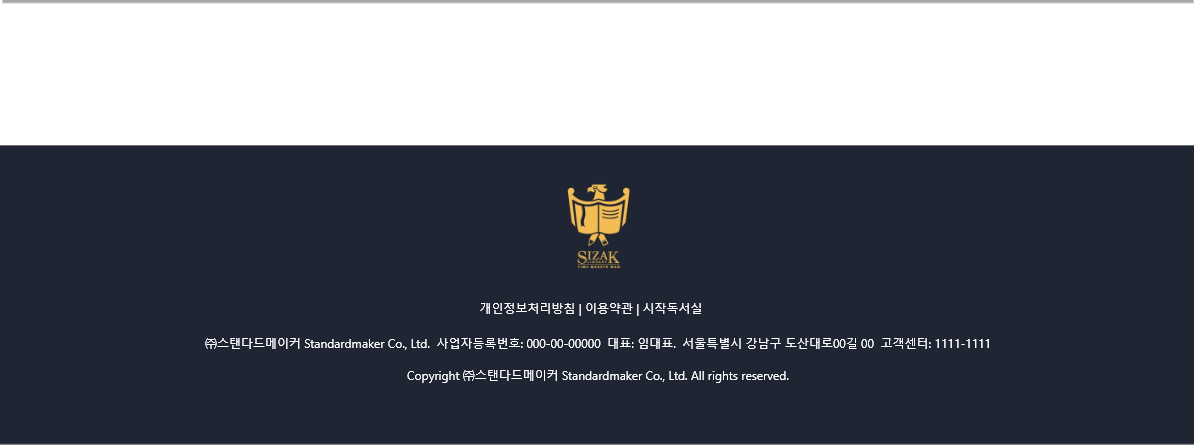 SIZAK
LIBRARY
TIME MAKETH MAN
개인정보처리방침 | 이용약관 | 시작독서실
㈜스탠다드메이커 Standardmaker Co., Ltd. 사업자등록번호: 000-00-00000 대표: 임대표. 서울특별시 강남구 도산대로00길 00 고객센터: 1111-1111
Copyright ㈜스탠다드메이커 Standardmaker Co., Ltd. All rights reserved.